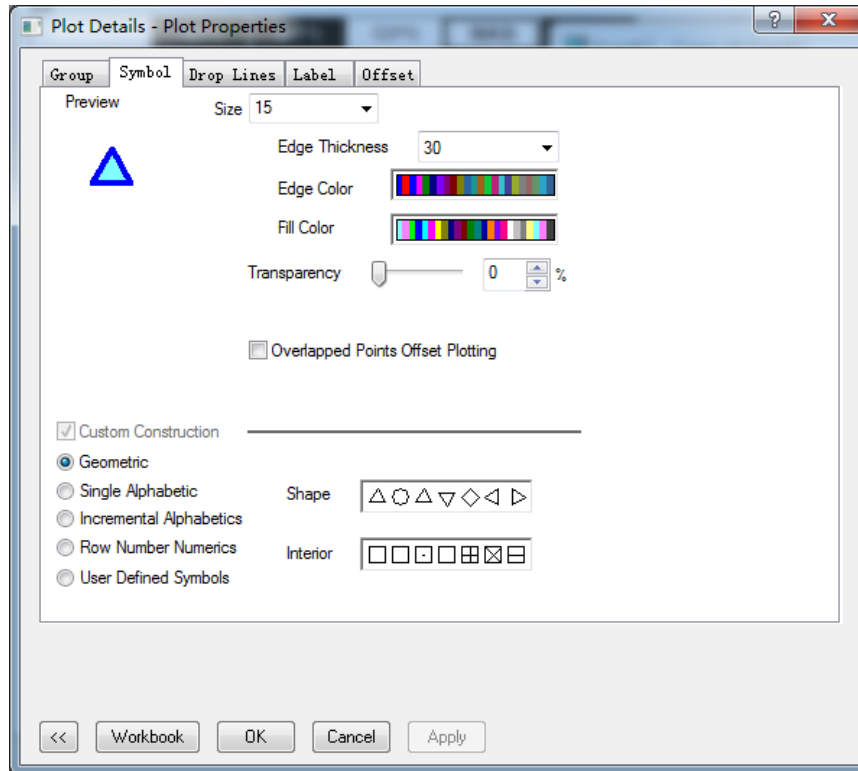 Plot Details - Plot Properties
?
Group Symbol Drop Lines Label Offset
Preview
Size 15
Edge Thickness 30
Edge Color
Fill Color
Transparency 0 %
Overlapped Points Offset Plotting
Custom Construction
Geometric
Single Alphabetic
Shape
Incremental Alphabetics
Row Number Numerics
Interior
User Defined Symbols
<< Workbook OK Cancel Apply